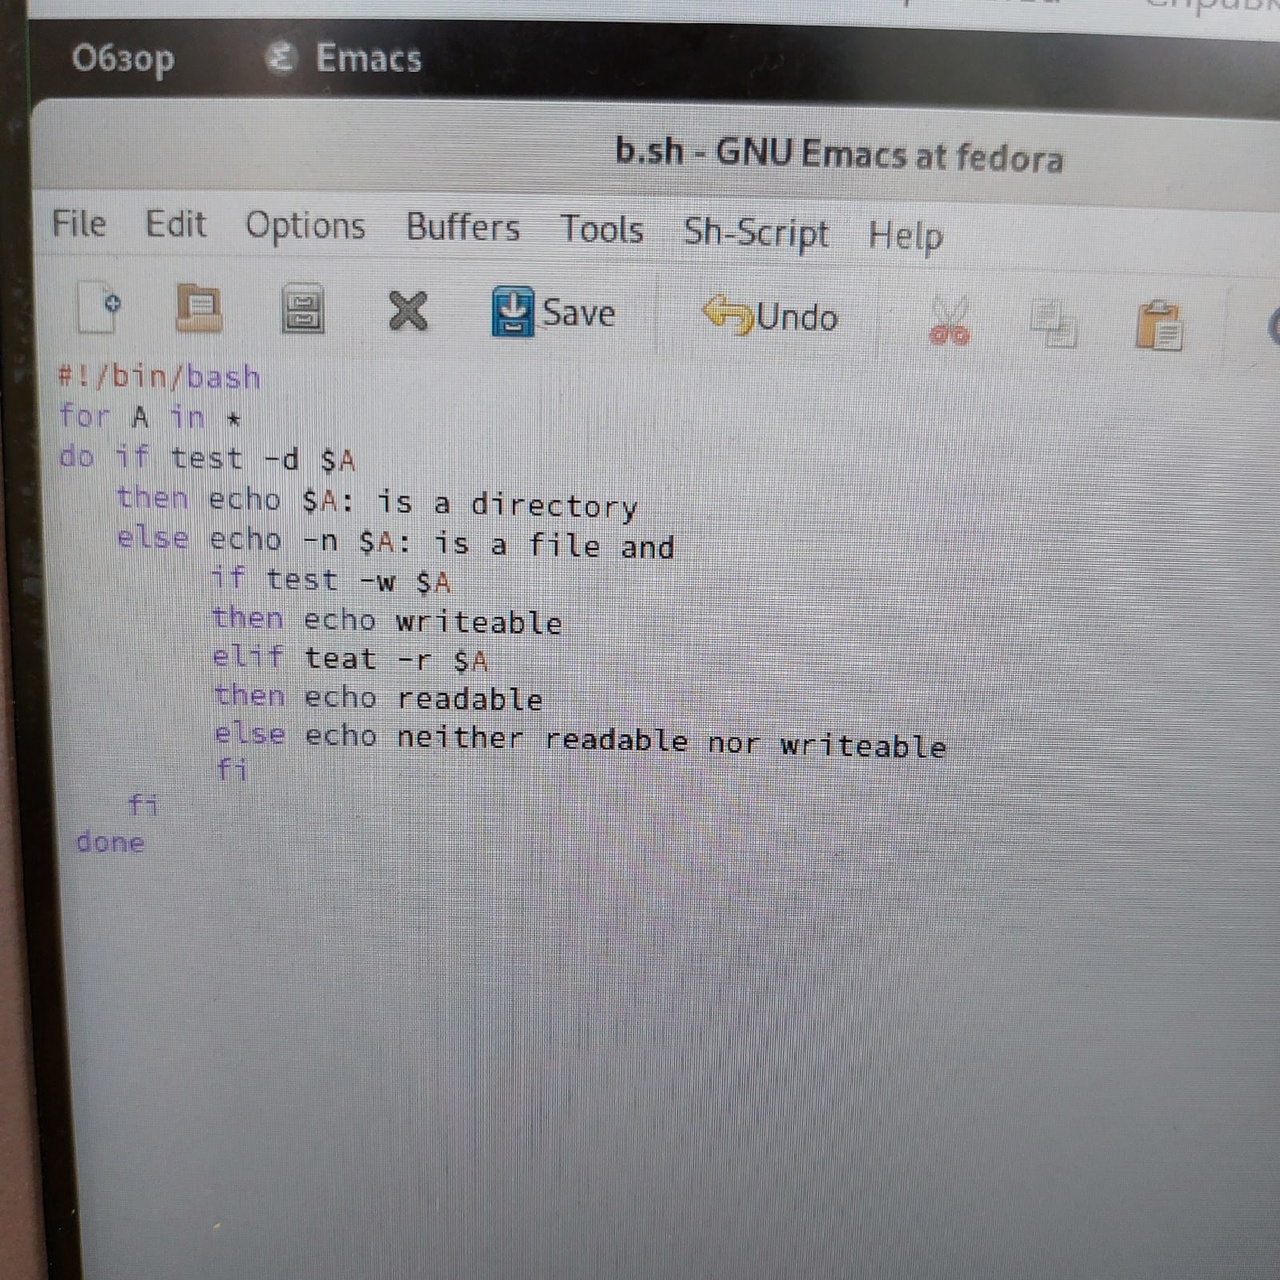 Обзор Emacs
b.sh - GNU Emacs at fedora
File Edit Options Buffers Tools Sh-Script Help
Save Undo
#!/bin/bash
for A in *
do if test -d $A
then echo $A: is a directory
else echo -n $A: is a file and
if test -w $A
then echo writeable
elif teat -r $A
then echo readable
else echo neither readable nor writeable
fi
fi
done